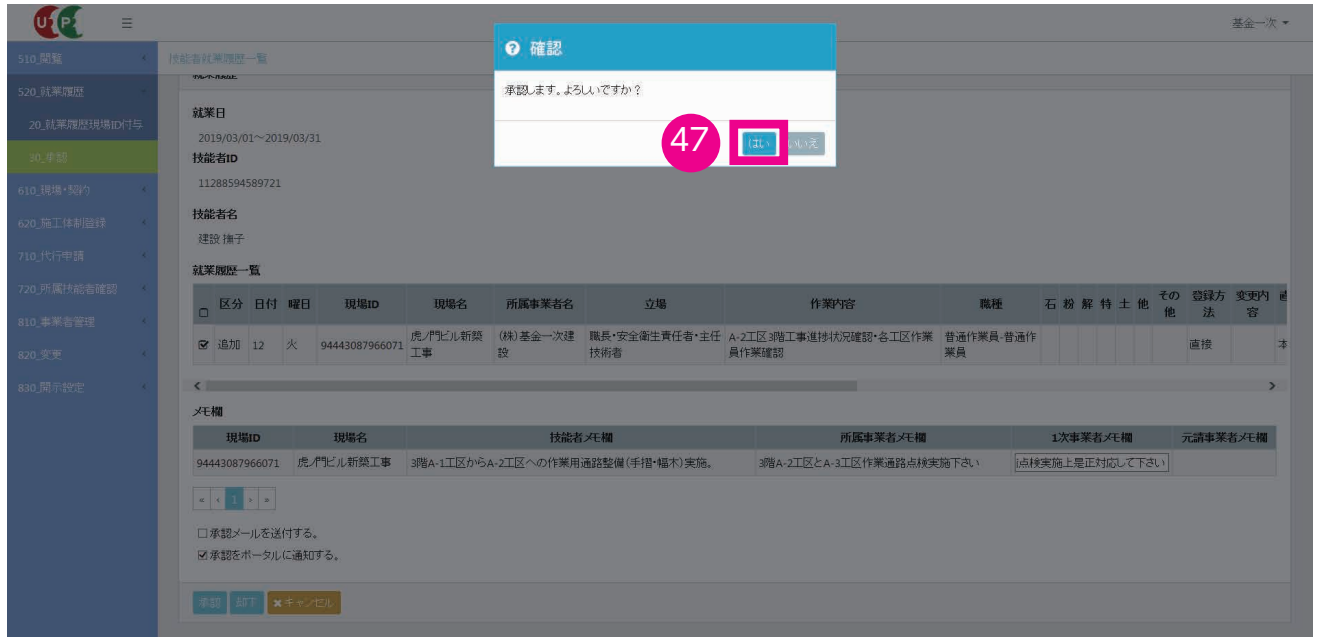 基金一次
510_閲覧
520_就業履歴
20_就業履歴現場ID付与
30_承認
610_現場・契約
620_施工体制登録
710_代行申請
720_所属技能者確認
810_事業者管理
820_変更
830_開示設定
技能者就業履歴一覧
確認
承認します。よろしいですか?
47
はい いいえ
就業履歴
就業日
2019/03/01～2019/03/31
技能者ID
11288594589721
技能者名
建設 撫子
就業履歴一覧
区分 日付 曜日 現場ID 現場名 所属事業者名 立場 作業内容 職種 石 粉 解 特 土 他 その他 登録方法 変更内容
追加 12 火 94443087966071 虎ノ門ビル新築工事 (株)基金一次建設 職長・安全衛生責任者・主任技術者 A-2工区3階工事進捗状況確認・各工区作業員作業確認 普通作業員-普通作業員 直接 本
メモ欄
現場ID 現場名 技能者メモ欄 所属事業者メモ欄 1次事業者メモ欄 元請事業者メモ欄
94443087966071 虎ノ門ビル新築工事 3階A-1工区からA-2工区への作業用通路整備(手摺・幅木)実施。 3階A-2工区とA-3工区作業通路点検実施下さい 点検実施上是正対応して下さい
« ‹ 1 › »
承認メールを送付する。
承認をポータルに通知する。
承認 却下 ×キャンセル